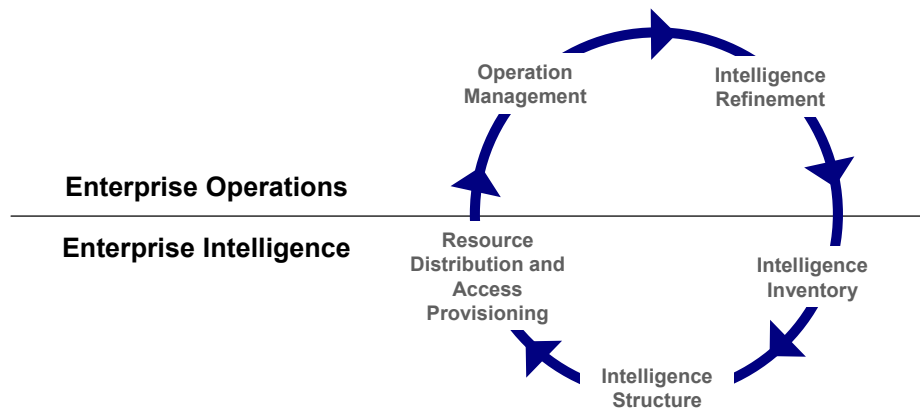 Operation
Management
Intelligence
Refinement
Enterprise Operations
Enterprise Intelligence
Resource
Distribution and
Access
Provisioning
Intelligence
Inventory
Intelligence
Structure